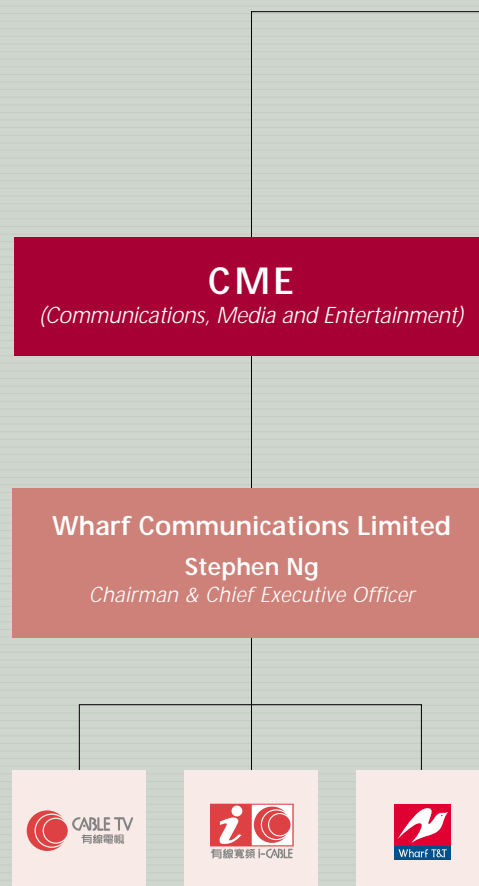 CME
(Communications, Media and Entertainment)
Wharf Communications Limited
Stephen Ng
Chairman & Chief Executive Officer
CABLE TV
有線電視
i
有線寬頻 i-CABLE
Wharf T&T